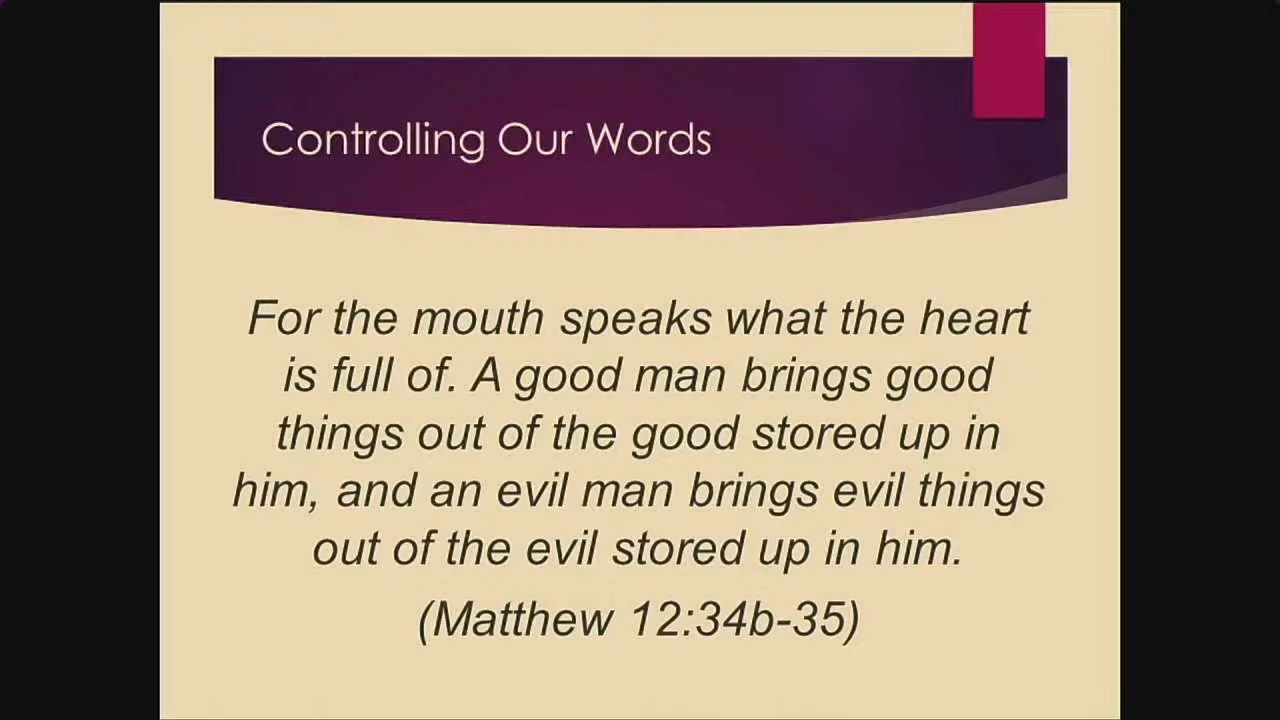 Controlling Our Words
For the mouth speaks what the heart
is full of. A good man brings good
things out of the good stored up in
him, and an evil man brings evil things
out of the evil stored up in him.
(Matthew 12:34b-35)